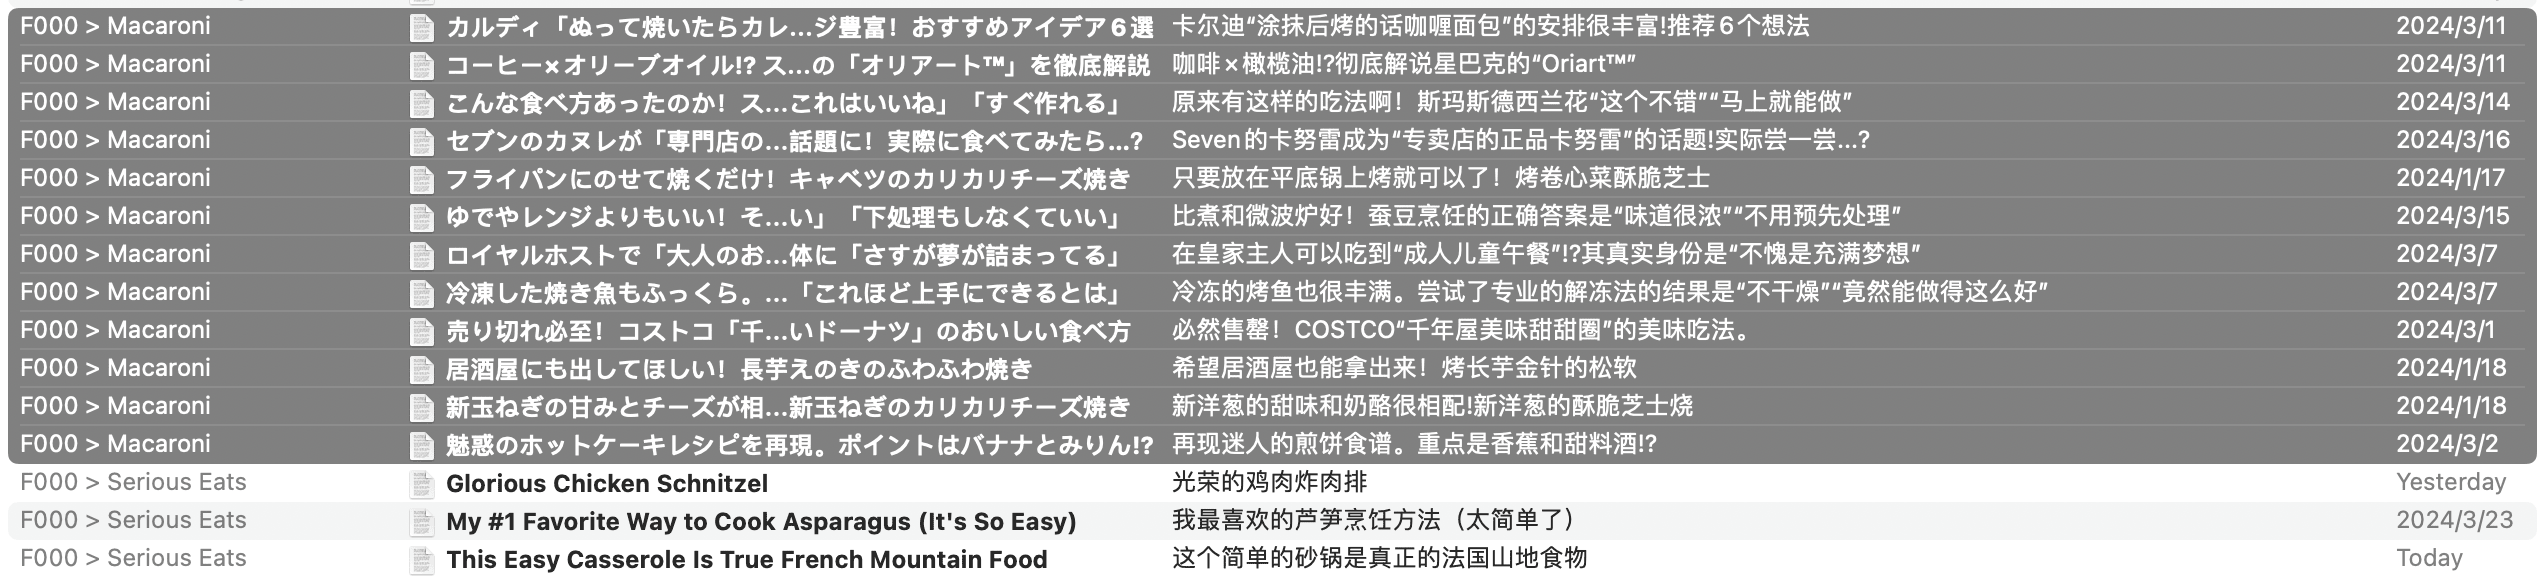 F000 > Macaroni カルディ「ぬって焼いたらカレ…ジ豊富！おすすめアイデア６選 卡尔迪“涂抹后烤的话咖喱面包”的安排很丰富!推荐６个想法 2024/3/11
F000 > Macaroni コーヒー×オリーブオイル!? ス…の「オリアート™」を徹底解説 咖啡×橄榄油!?彻底解说星巴克的“Oriart™” 2024/3/11
F000 > Macaroni こんな食べ方あったのか！ス…これはいいね」「すぐ作れる」 原来有这样的吃法啊！斯玛斯德西兰花“这个不错”“马上就能做” 2024/3/14
F000 > Macaroni セブンのカヌレが「専門店の…話題に！実際に食べてみたら…? Seven的卡努雷成为“专卖店的正品卡努雷”的话题!实际尝一尝…? 2024/3/16
F000 > Macaroni フライパンにのせて焼くだけ！キャベツのカリカリチーズ焼き 只要放在平底锅上烤就可以了！烤卷心菜酥脆芝士 2024/1/17
F000 > Macaroni ゆでやレンジよりもいい！そ…い」「下処理もしなくていい」 比煮和微波炉好！蚕豆烹饪的正确答案是“味道很浓”“不用预先处理” 2024/3/15
F000 > Macaroni ロイヤルホストで「大人のお…体に「さすが夢が詰まってる」 在皇家主人可以吃到“成人儿童午餐”!?其真实身份是“不愧是充满梦想” 2024/3/7
F000 > Macaroni 冷凍した焼き魚もふっくら。…「これほど上手にできるとは」 冷冻的烤鱼也很丰满。尝试了专业的解冻法的结果是“不干燥”“竟然能做得这么好” 2024/3/7
F000 > Macaroni 売り切れ必至！コストコ「千…いドーナツ」のおいしい食べ方 必然售罄！COSTCO“千年屋美味甜甜圈”的美味吃法。 2024/3/1
F000 > Macaroni 居酒屋にも出してほしい！長芋えのきのふわふわ焼き 希望居酒屋也能拿出来！烤长芋金针的松软 2024/1/18
F000 > Macaroni 新玉ねぎの甘みとチーズが相…新玉ねぎのカリカリチーズ焼き 新洋葱的甜味和奶酪很相配!新洋葱的酥脆芝士烧 2024/1/18
F000 > Macaroni 魅惑のホットケーキレシピを再現。ポイントはバナナとみりん!? 再现迷人的煎饼食谱。重点是香蕉和甜料酒!? 2024/3/2
F000 > Serious Eats Glorious Chicken Schnitzel 光荣的鸡肉炸肉排 Yesterday
F000 > Serious Eats My #1 Favorite Way to Cook Asparagus (It's So Easy) 我最喜欢的芦笋烹饪方法（太简单了） 2024/3/23
F000 > Serious Eats This Easy Casserole Is True French Mountain Food 这个简单的砂锅是真正的法国山地食物 Today